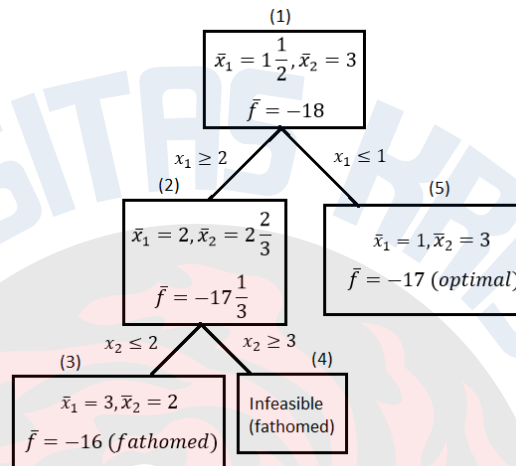 (1)
x̄₁ = 1 1/2, x̄₂ = 3
f̄ = −18
x₁ ≥ 2
x₁ ≤ 1
(2)
x̄₁ = 2, x̄₂ = 2 2/3
f̄ = −17 1/3
(5)
x̄₁ = 1, x̄₂ = 3
f̄ = −17 (optimal)
x₂ ≤ 2
x₂ ≥ 3
(3)
x̄₁ = 3, x̄₂ = 2
f̄ = −16 (fathomed)
(4)
Infeasible
(fathomed)
SITAS KRIS